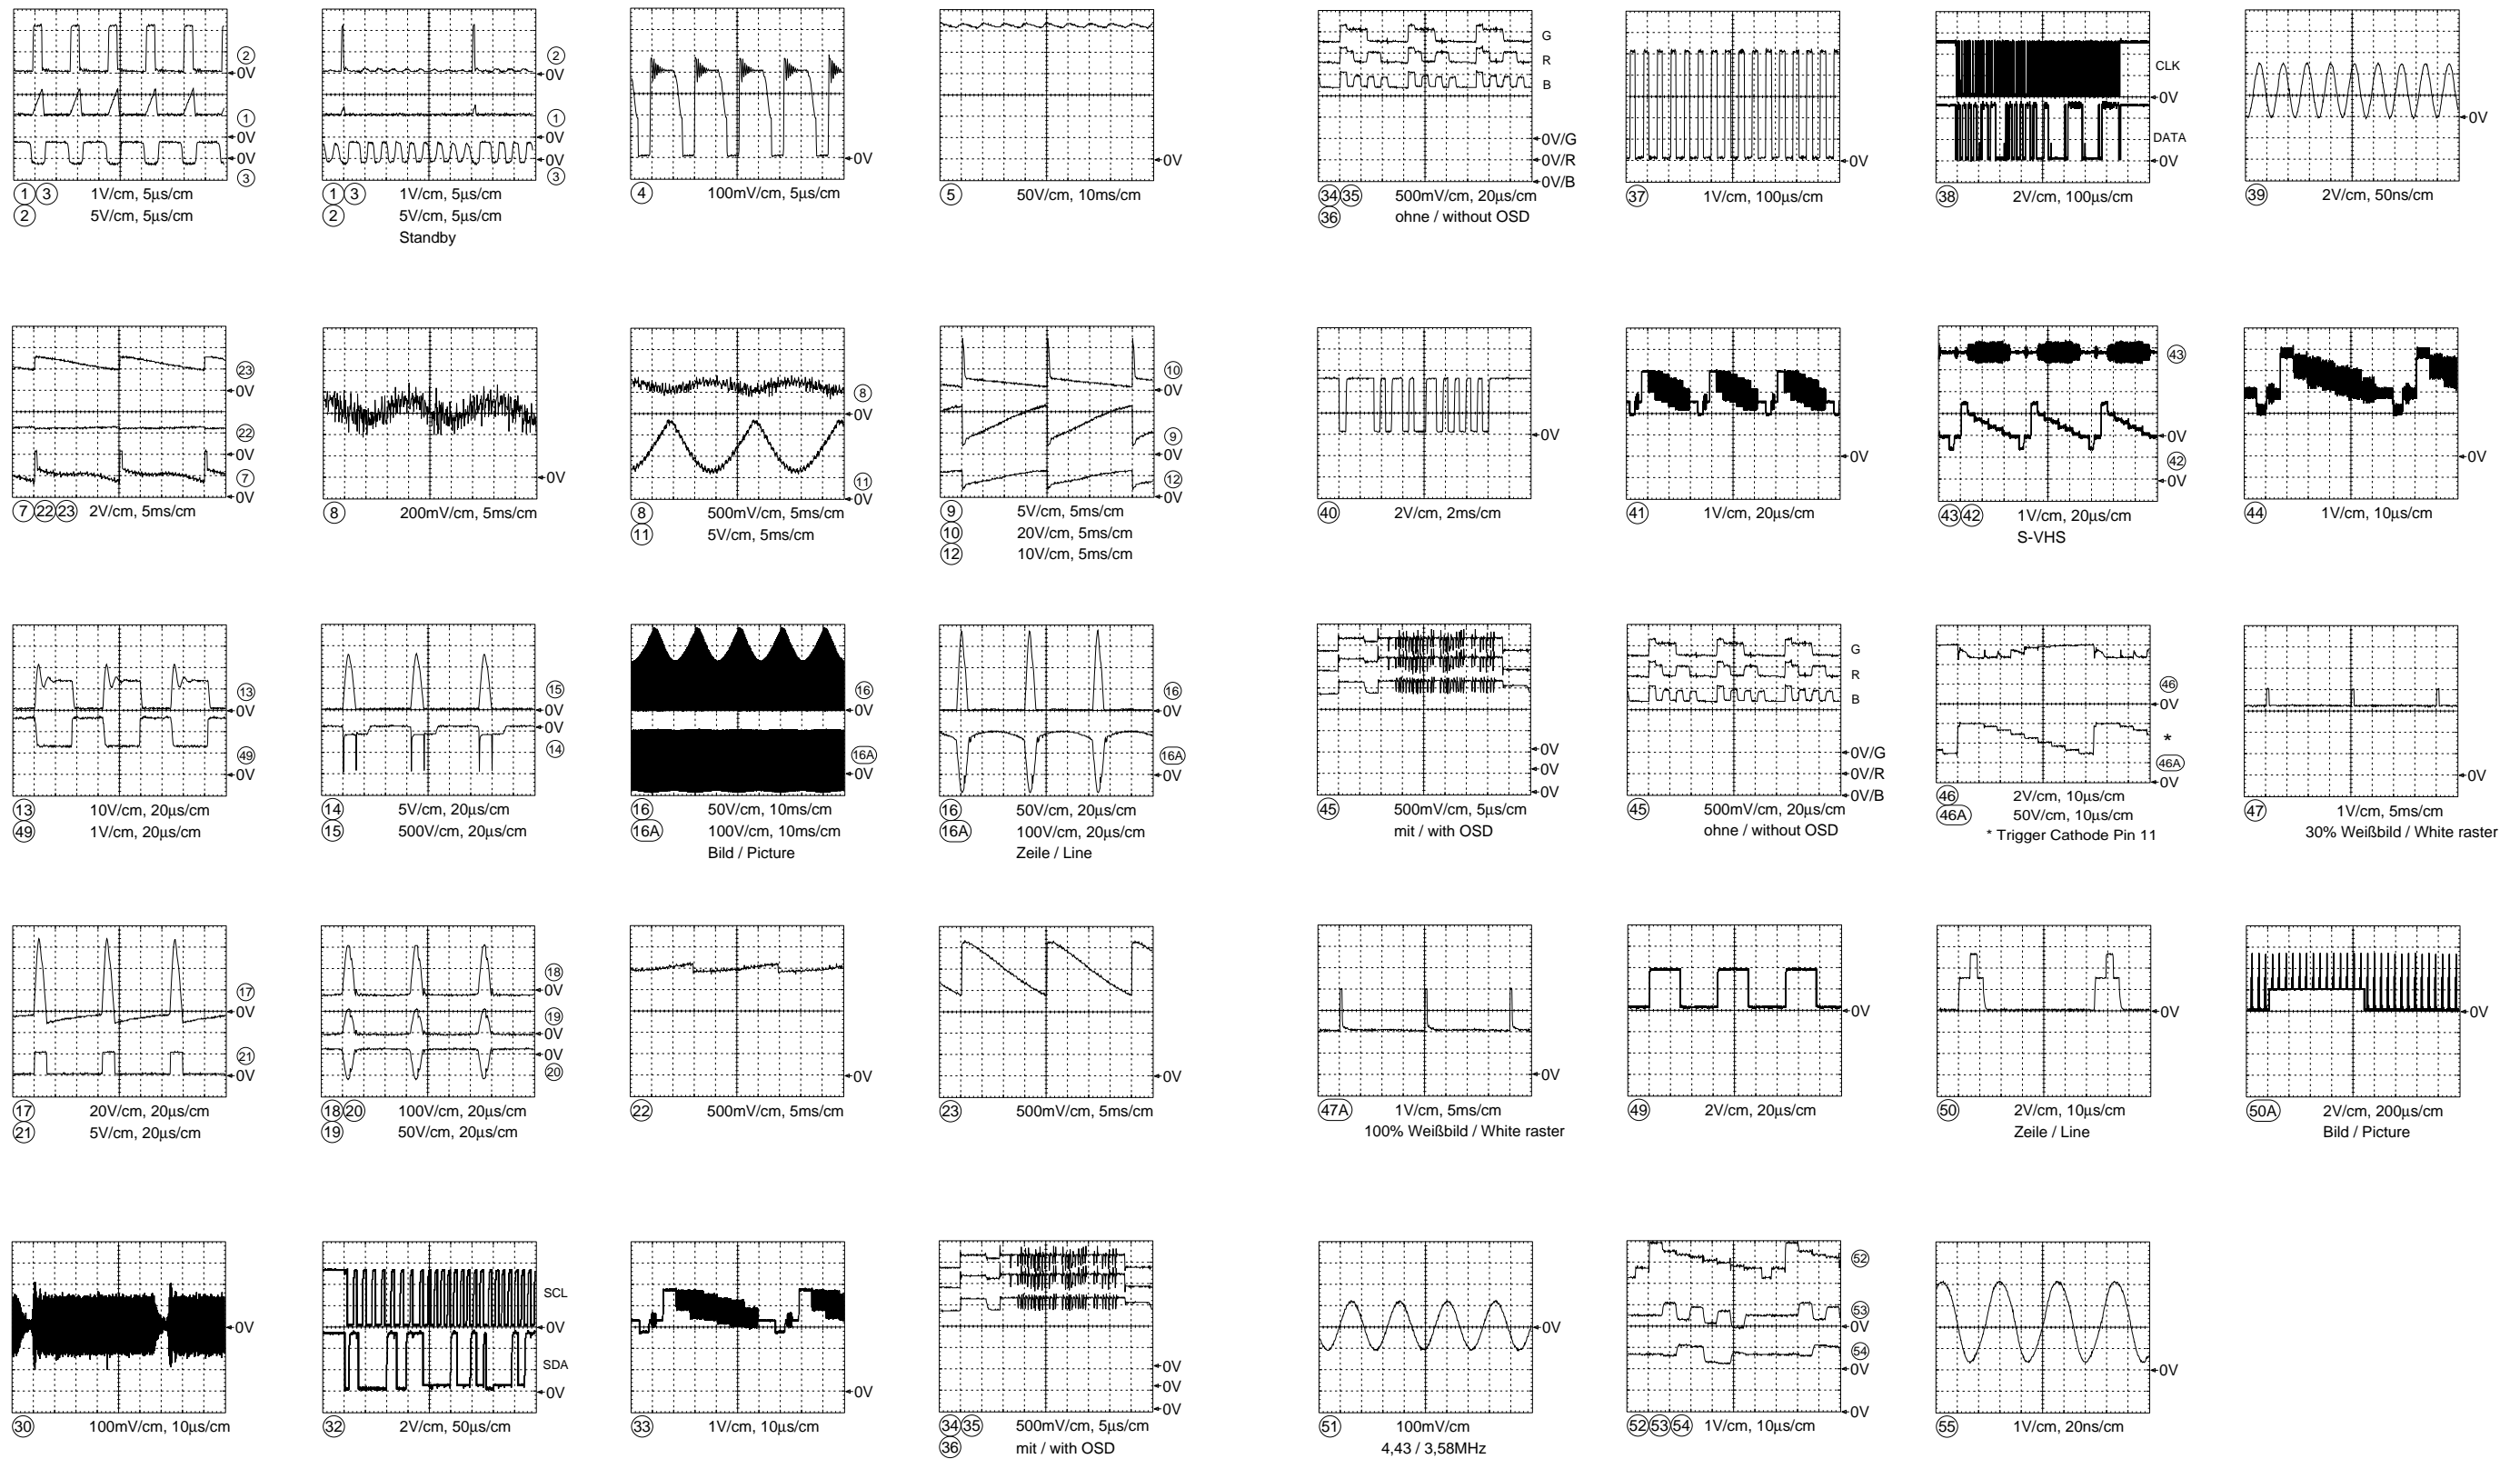 ②
0V
①
0V
0V
③
①③ 1V/cm, 5µs/cm
② 5V/cm, 5µs/cm
②
0V
①
0V
0V
③
①③ 1V/cm, 5µs/cm
② 5V/cm, 5µs/cm
Standby
0V
④ 100mV/cm, 5µs/cm
0V
⑤ 50V/cm, 10ms/cm
G
R
B
0V/G
0V/R
0V/B
㉞㉟ 500mV/cm, 20µs/cm
㊱ ohne / without OSD
0V
㊲ 1V/cm, 100µs/cm
CLK
0V
DATA
0V
㊳ 2V/cm, 100µs/cm
0V
㊴ 2V/cm, 50ns/cm
㉓
0V
㉒
0V
⑦
0V
⑦㉒㉓ 2V/cm, 5ms/cm
0V
⑧ 200mV/cm, 5ms/cm
⑧
0V
⑪
0V
⑧ 500mV/cm, 5ms/cm
⑪ 5V/cm, 5ms/cm
⑩
0V
⑨
0V
⑫
0V
⑨ 5V/cm, 5ms/cm
⑩ 20V/cm, 5ms/cm
⑫ 10V/cm, 5ms/cm
0V
㊵ 2V/cm, 2ms/cm
0V
㊶ 1V/cm, 20µs/cm
㊸
0V
㊷
0V
㊸㊷ 1V/cm, 20µs/cm
S-VHS
0V
㊹ 1V/cm, 10µs/cm
⑬
0V
㊾
0V
⑬ 10V/cm, 20µs/cm
㊾ 1V/cm, 20µs/cm
⑮
0V
0V
⑭
⑭ 5V/cm, 20µs/cm
⑮ 500V/cm, 20µs/cm
⑯
0V
16A
0V
⑯ 50V/cm, 10ms/cm
16A 100V/cm, 10ms/cm
Bild / Picture
⑯
0V
16A
0V
⑯ 50V/cm, 20µs/cm
16A 100V/cm, 20µs/cm
Zeile / Line
0V
0V
0V
㊺ 500mV/cm, 5µs/cm
mit / with OSD
G
R
B
0V/G
0V/R
0V/B
㊺ 500mV/cm, 20µs/cm
ohne / without OSD
㊻
0V
*
46A
0V
㊻ 2V/cm, 10µs/cm
46A 50V/cm, 10µs/cm
* Trigger Cathode Pin 11
0V
㊼ 1V/cm, 5ms/cm
30% Weißbild / White raster
⑰
0V
㉑
0V
⑰ 20V/cm, 20µs/cm
㉑ 5V/cm, 20µs/cm
⑱
0V
⑲
0V
0V
⑳
⑱⑳ 100V/cm, 20µs/cm
⑲ 50V/cm, 20µs/cm
0V
㉒ 500mV/cm, 5ms/cm
0V
㉓ 500mV/cm, 5ms/cm
0V
47A 1V/cm, 5ms/cm
100% Weißbild / White raster
0V
㊾ 2V/cm, 20µs/cm
0V
㊿ 2V/cm, 10µs/cm
Zeile / Line
0V
50A 2V/cm, 200µs/cm
Bild / Picture
0V
㉚ 100mV/cm, 10µs/cm
SCL
0V
SDA
0V
㉜ 2V/cm, 50µs/cm
0V
㉝ 1V/cm, 10µs/cm
0V
0V
0V
㉞㉟ 500mV/cm, 5µs/cm
㊱ mit / with OSD
0V
51 100mV/cm
4,43 / 3,58MHz
52
53
0V
54
0V
0V
52 53 54 1V/cm, 10µs/cm
0V
55 1V/cm, 20ns/cm